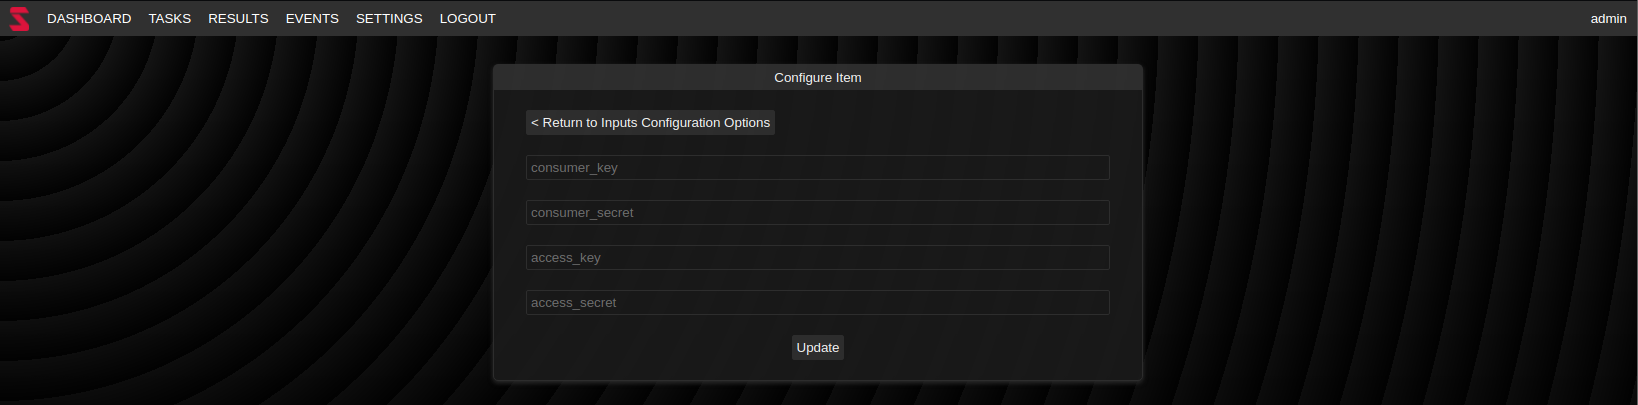 DASHBOARD TASKS RESULTS EVENTS SETTINGS LOGOUT admin
Configure Item
< Return to Inputs Configuration Options
consumer_key
consumer_secret
access_key
access_secret
Update